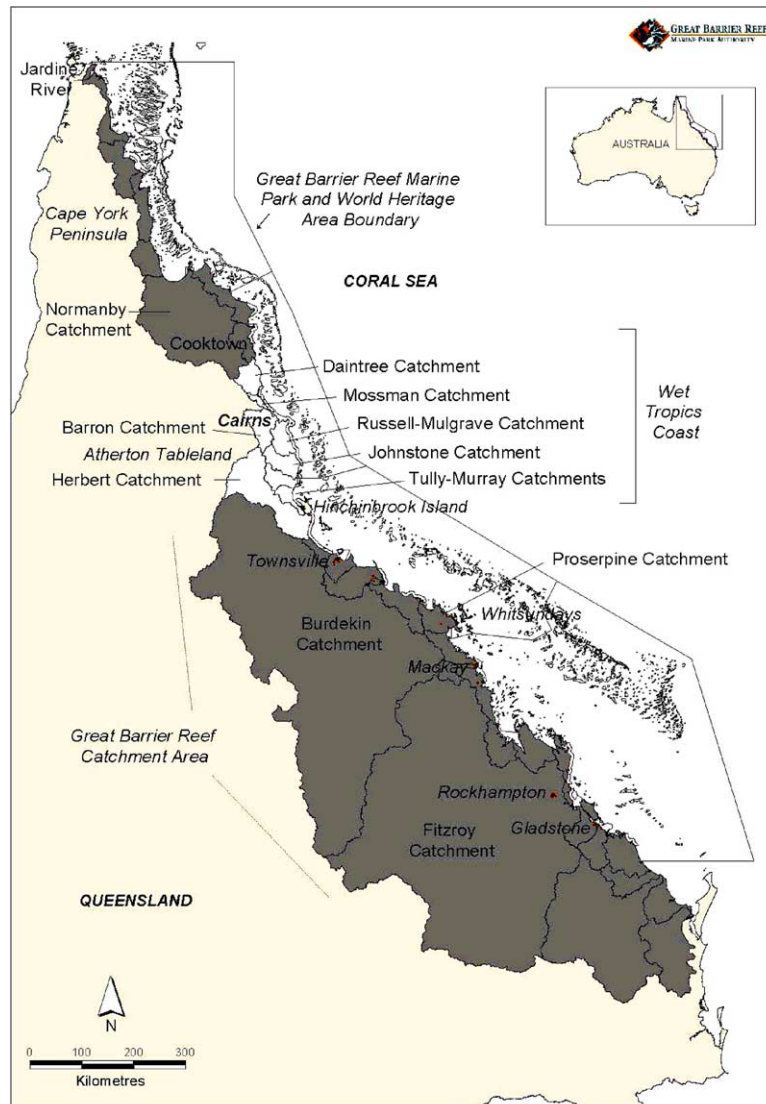 GREAT BARRIER REEF
MARINE PARK AUTHORITY
Jardine
River
AUSTRALIA
Great Barrier Reef Marine
Park and World Heritage
Area Boundary
Cape York
Peninsula
CORAL SEA
Normanby
Catchment
Cooktown
Daintree Catchment
Mossman Catchment
Wet
Tropics
Coast
Cairns
Russell-Mulgrave Catchment
Barron Catchment
Atherton Tableland
Johnstone Catchment
Herbert Catchment
Tully-Murray Catchments
Hinchinbrook Island
Townsville
Proserpine Catchment
Whitsundays
Burdekin
Catchment
Mackay
Great Barrier Reef
Catchment Area
Rockhampton
Gladstone
Fitzroy
Catchment
QUEENSLAND
N
0 100 200 300
Kilometres